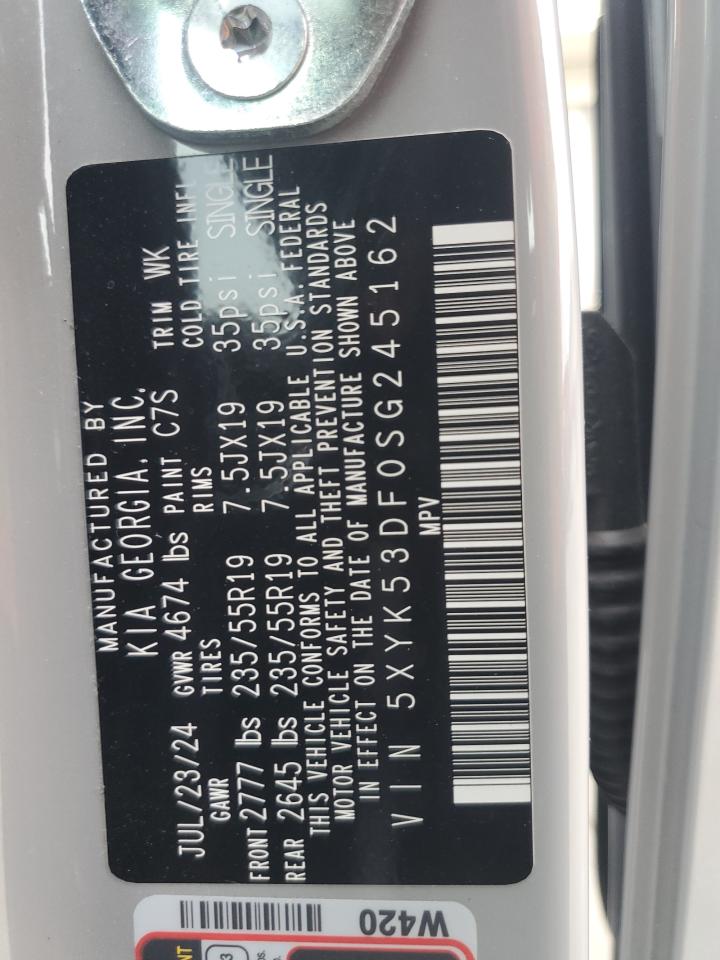 MANUFACTURED BY
KIA GEORGIA, INC.
JUL/23/24 GVWR 4674 lbs PAINT C7S TRIM WK
GAWR TIRES RIMS COLD TIRE INFL
FRONT 2777 lbs 235/55R19 7.5JX19 35psi SINGLE
REAR 2645 lbs 235/55R19 7.5JX19 35psi SINGLE
THIS VEHICLE CONFORMS TO ALL APPLICABLE U.S.A. FEDERAL
MOTOR VEHICLE SAFETY AND THEFT PREVENTION STANDARDS
IN EFFECT ON THE DATE OF MANUFACTURE SHOWN ABOVE
VIN 5XYK53DF0SG245162
MPV
W420